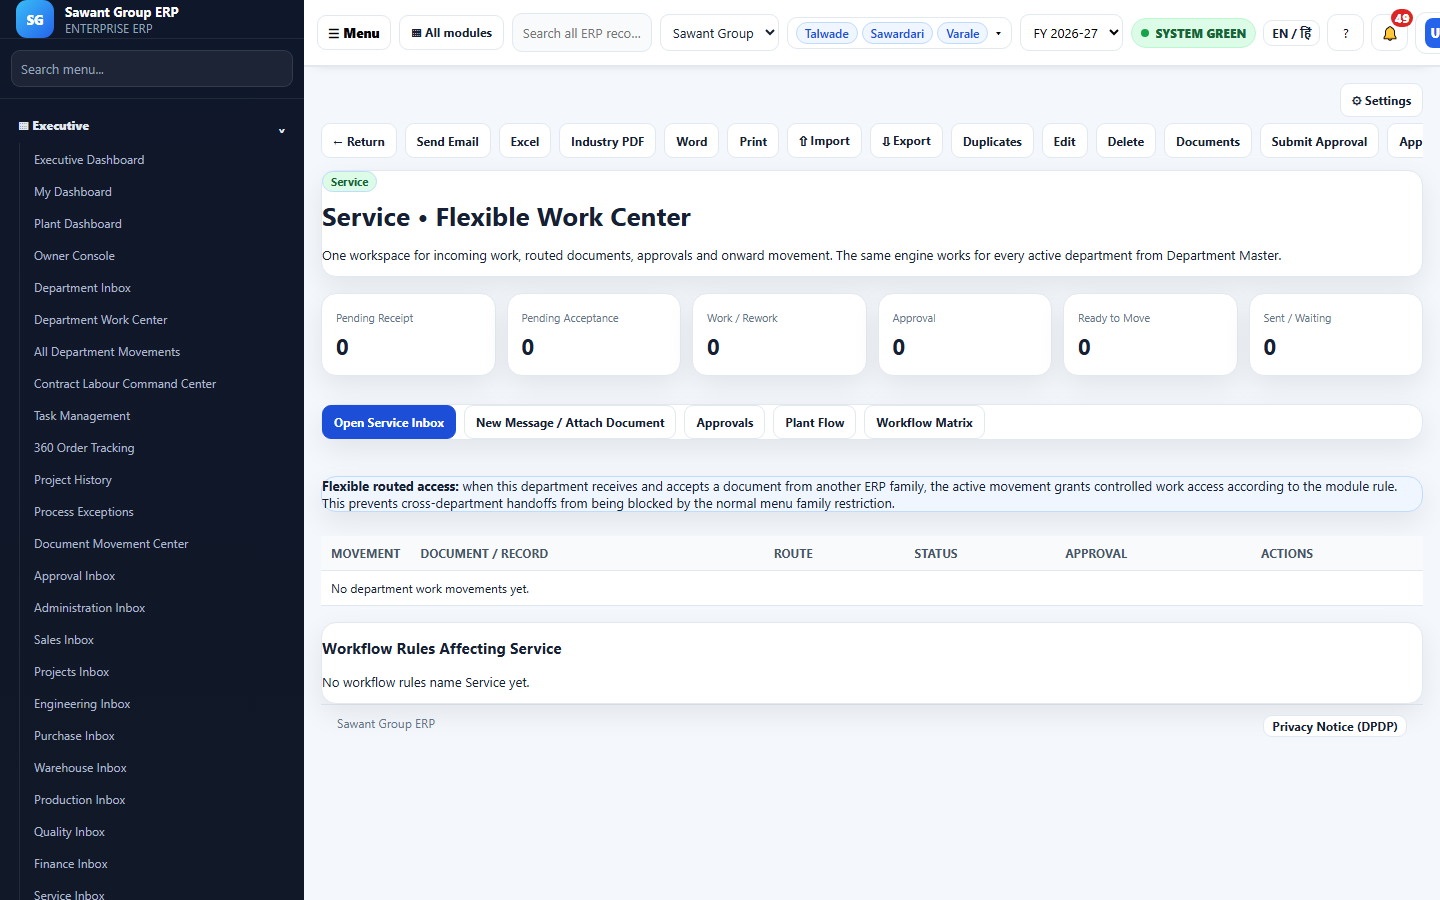 SG
Sawant Group ERP
ENTERPRISE ERP
Search menu...
Executive
Executive Dashboard
My Dashboard
Plant Dashboard
Owner Console
Department Inbox
Department Work Center
All Department Movements
Contract Labour Command Center
Task Management
360 Order Tracking
Project History
Process Exceptions
Document Movement Center
Approval Inbox
Administration Inbox
Sales Inbox
Projects Inbox
Engineering Inbox
Purchase Inbox
Warehouse Inbox
Production Inbox
Quality Inbox
Finance Inbox
Service Inbox
☰ Menu
All modules
Search all ERP reco...
Sawant Group
Talwade
Sawardari
Varale
FY 2026-27
SYSTEM GREEN
EN / हिं
?
49
U
⚙ Settings
← Return
Send Email
Excel
Industry PDF
Word
Print
⇧ Import
⇩ Export
Duplicates
Edit
Delete
Documents
Submit Approval
App
Service
Service • Flexible Work Center
One workspace for incoming work, routed documents, approvals and onward movement. The same engine works for every active department from Department Master.
Pending Receipt
0
Pending Acceptance
0
Work / Rework
0
Approval
0
Ready to Move
0
Sent / Waiting
0
Open Service Inbox
New Message / Attach Document
Approvals
Plant Flow
Workflow Matrix
Flexible routed access: when this department receives and accepts a document from another ERP family, the active movement grants controlled work access according to the module rule.
This prevents cross-department handoffs from being blocked by the normal menu family restriction.
MOVEMENT DOCUMENT / RECORD ROUTE STATUS APPROVAL ACTIONS
No department work movements yet.
Workflow Rules Affecting Service
No workflow rules name Service yet.
Sawant Group ERP
Privacy Notice (DPDP)